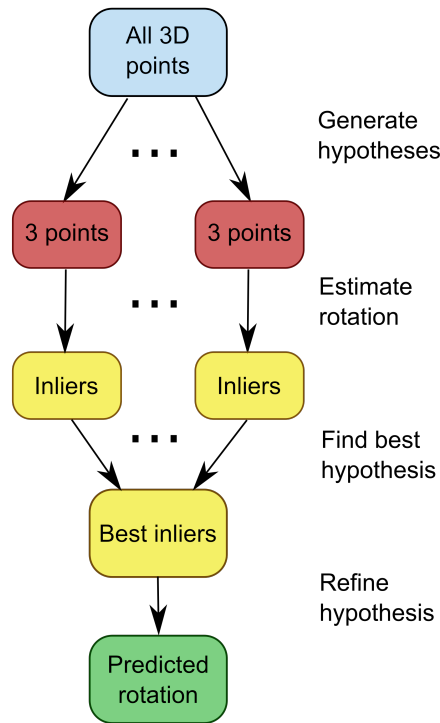 All 3D
points
Generate
hypotheses
...
3 points
3 points
Estimate
rotation
...
Inliers
Inliers
Find best
hypothesis
...
Best inliers
Refine
hypothesis
Predicted
rotation